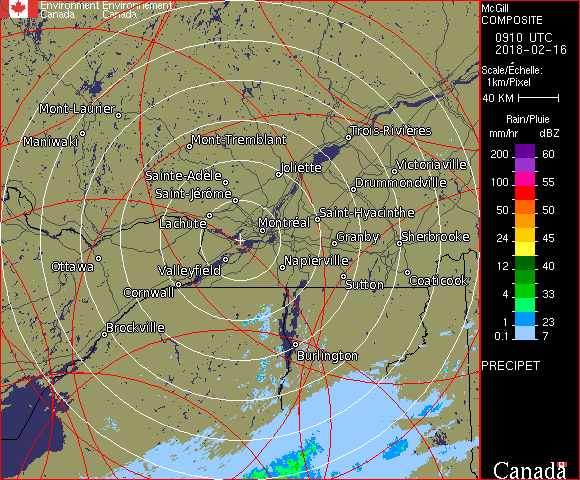 Environment Environnement
Canada Canada
McGill
COMPOSITE
0910 UTC
2018-02-16
Scale/Échelle:
1km/Pixel
40 KM
Rain/Pluie
mm/hr dBZ
200 60
100 55
50 50
24 45
12 40
4 33
1 23
0.1 7
PRECIPET
Canada
Mont-Laurier
Maniwaki
Mont-Tremblant
Trois-Rivières
Sainte-Adèle
Joliette
Victoriaville
Saint-Jérôme
Drummondville
Lachute
Montréal
Saint-Hyacinthe
Granby
Sherbrooke
Ottawa
Valleyfield
Napierville
Cornwall
Sutton
Coaticook
Brockville
Burlington